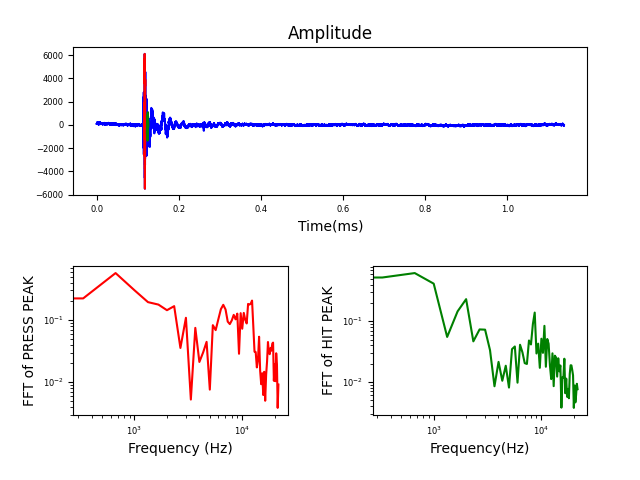 Amplitude
6000
4000
2000
0
−2000
−4000
−6000
0.0 0.2 0.4 0.6 0.8 1.0
Time(ms)
FFT of PRESS PEAK
10⁻¹
10⁻²
10³ 10⁴
Frequency (Hz)
FFT of HIT PEAK
10⁻¹
10⁻²
10³ 10⁴
Frequency(Hz)